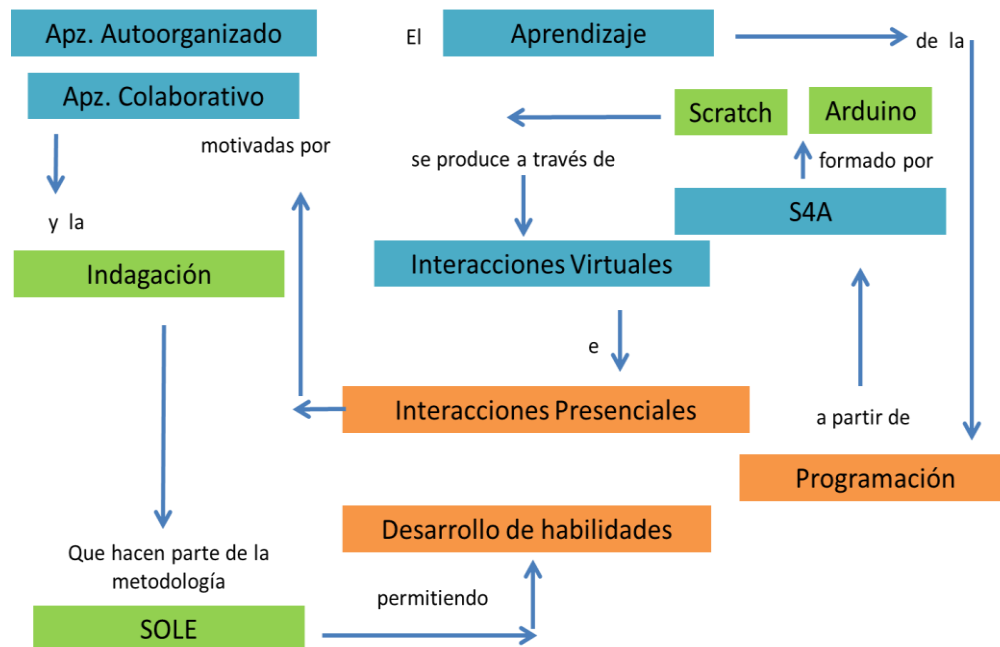 Apz. Autoorganizado
El
Aprendizaje
de la
Apz. Colaborativo
Scratch
Arduino
motivadas por
se produce a través de
formado por
S4A
y la
Indagación
Interacciones Virtuales
e
Interacciones Presenciales
a partir de
Programación
Desarrollo de habilidades
Que hacen parte de la
metodología
permitiendo
SOLE